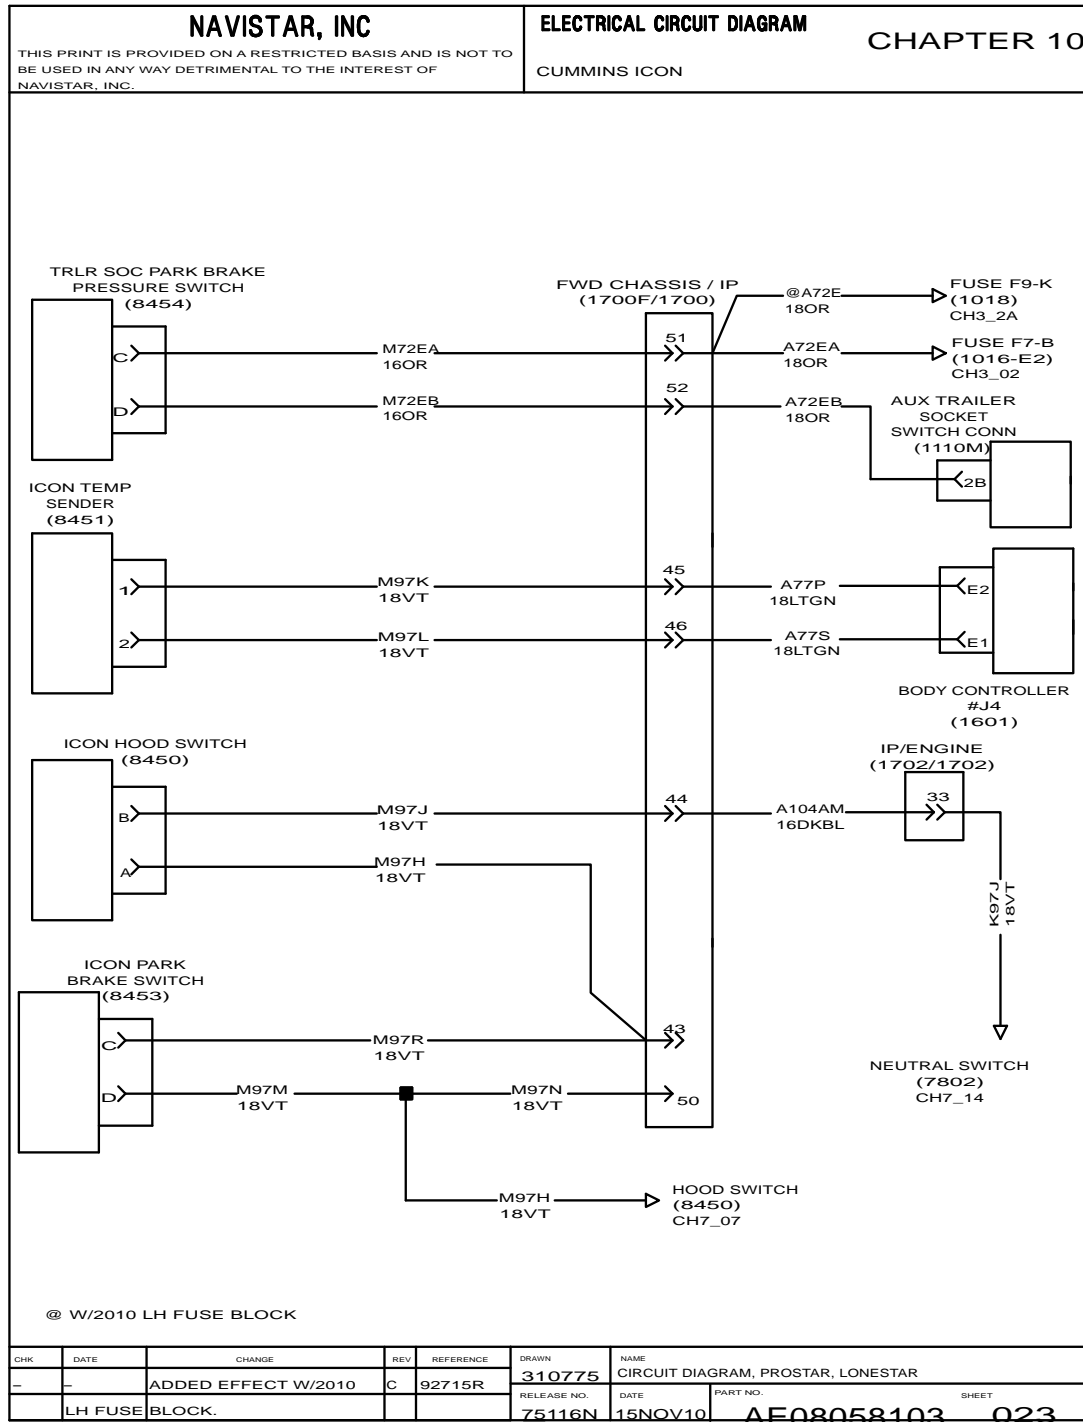 NAVISTAR, INC
THIS PRINT IS PROVIDED ON A RESTRICTED BASIS AND IS NOT TO
BE USED IN ANY WAY DETRIMENTAL TO THE INTEREST OF
NAVISTAR, INC.
ELECTRICAL CIRCUIT DIAGRAM
CUMMINS ICON
CHAPTER 10
TRLR SOC PARK BRAKE
PRESSURE SWITCH
(8454)
C
D
M72EA
16OR
M72EB
16OR
FWD CHASSIS / IP
(1700F/1700)
51
52
@A72E
18OR
A72EA
18OR
A72EB
18OR
FUSE F9-K
(1018)
CH3_2A
FUSE F7-B
(1016-E2)
CH3_02
AUX TRAILER
SOCKET
SWITCH CONN
(1110M)
2B
ICON TEMP
SENDER
(8451)
1
2
M97K
18VT
M97L
18VT
45
46
A77P
18LTGN
A77S
18LTGN
E2
E1
BODY CONTROLLER
#J4
(1601)
ICON HOOD SWITCH
(8450)
B
A
M97J
18VT
M97H
18VT
44
A104AM
16DKBL
IP/ENGINE
(1702/1702)
33
K97J
18VT
NEUTRAL SWITCH
(7802)
CH7_14
ICON PARK
BRAKE SWITCH
(8453)
C
D
M97R
18VT
43
M97M
18VT
M97N
18VT
50
M97H
18VT
HOOD SWITCH
(8450)
CH7_07
@ W/2010 LH FUSE BLOCK
CHK DATE CHANGE REV REFERENCE
– – ADDED EFFECT W/2010 C 92715R
LH FUSE BLOCK.
DRAWN
310775
NAME
CIRCUIT DIAGRAM, PROSTAR, LONESTAR
RELEASE NO.
75116N
DATE
15NOV10
PART NO.
AE08058103
SHEET
023